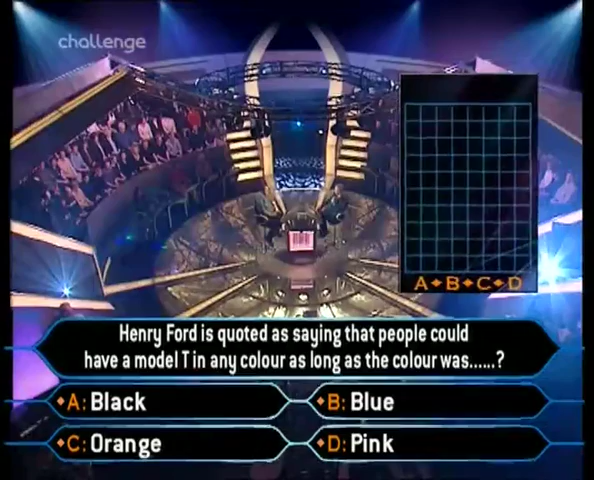 challenge
A◆B◆C◆D
Henry Ford is quoted as saying that people could
have a model T in any colour as long as the colour was......?
◆A: Black
◆B: Blue
◆C: Orange
◆D: Pink